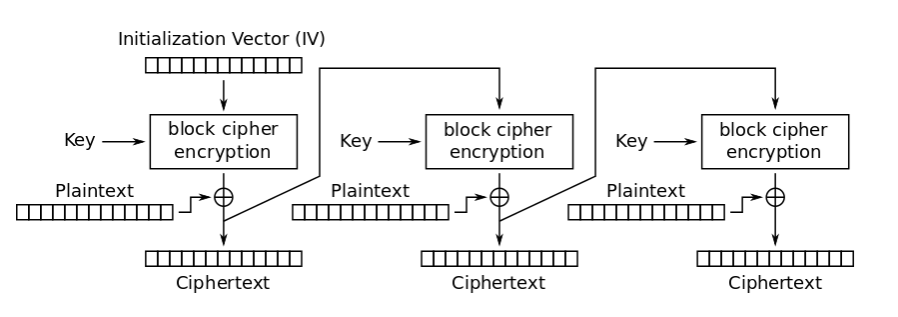 Initialization Vector (IV)
block cipher
encryption
Key
block cipher
encryption
Key
block cipher
encryption
Key
Plaintext
Plaintext
Plaintext
Ciphertext
Ciphertext
Ciphertext